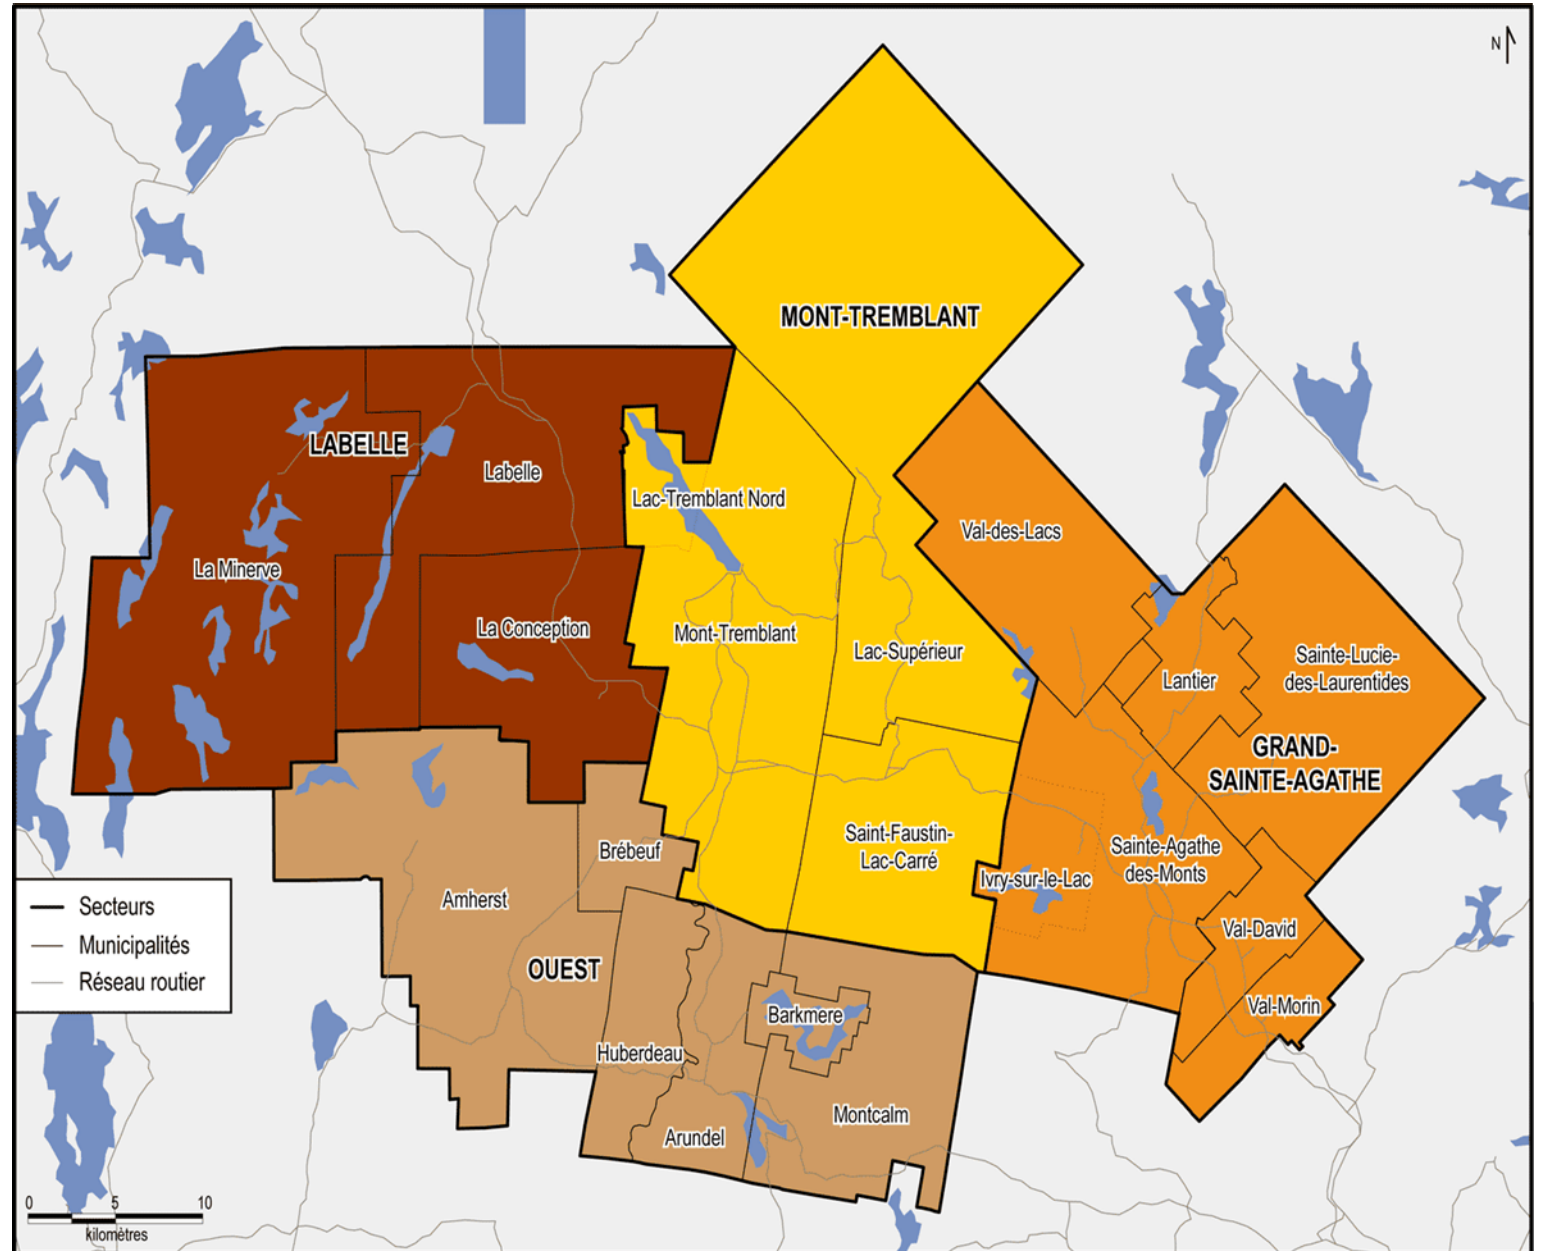 N
MONT-TREMBLANT
LABELLE
Labelle
Lac-Tremblant Nord
Val-des-Lacs
La Minerve
La Conception
Mont-Tremblant
Lac-Supérieur
Sainte-Lucie-
des-Laurentides
Lantier
GRAND-
SAINTE-AGATHE
Saint-Faustin-
Lac-Carré
Sainte-Agathe
des-Monts
Brébeuf
Ivry-sur-le-Lac
Amherst
Val-David
OUEST
Val-Morin
Barkmere
Huberdeau
Montcalm
Arundel
Secteurs
Municipalités
Réseau routier
0 5 10
kilomètres